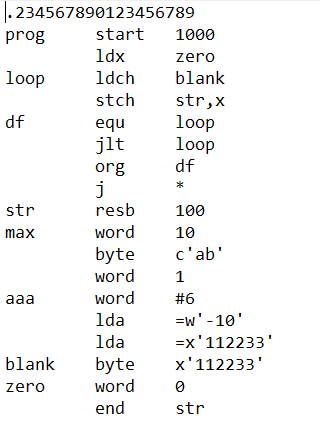 .234567890123456789
prog start 1000
ldx zero
loop ldch blank
stch str,x
df equ loop
jlt loop
org df
j *
str resb 100
max word 10
byte c'ab'
word 1
aaa word #6
lda =w'-10'
lda =x'112233'
blank byte x'112233'
zero word 0
end str